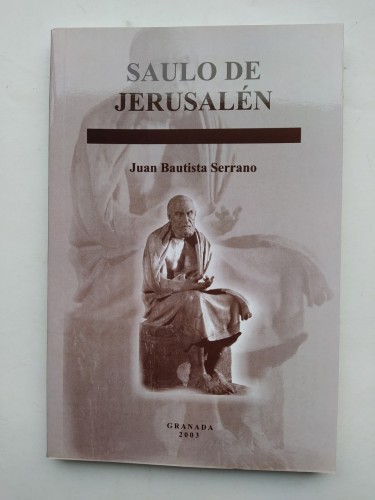 SAULO DE
JERUSALÉN
Juan Bautista Serrano
GRANADA
2003